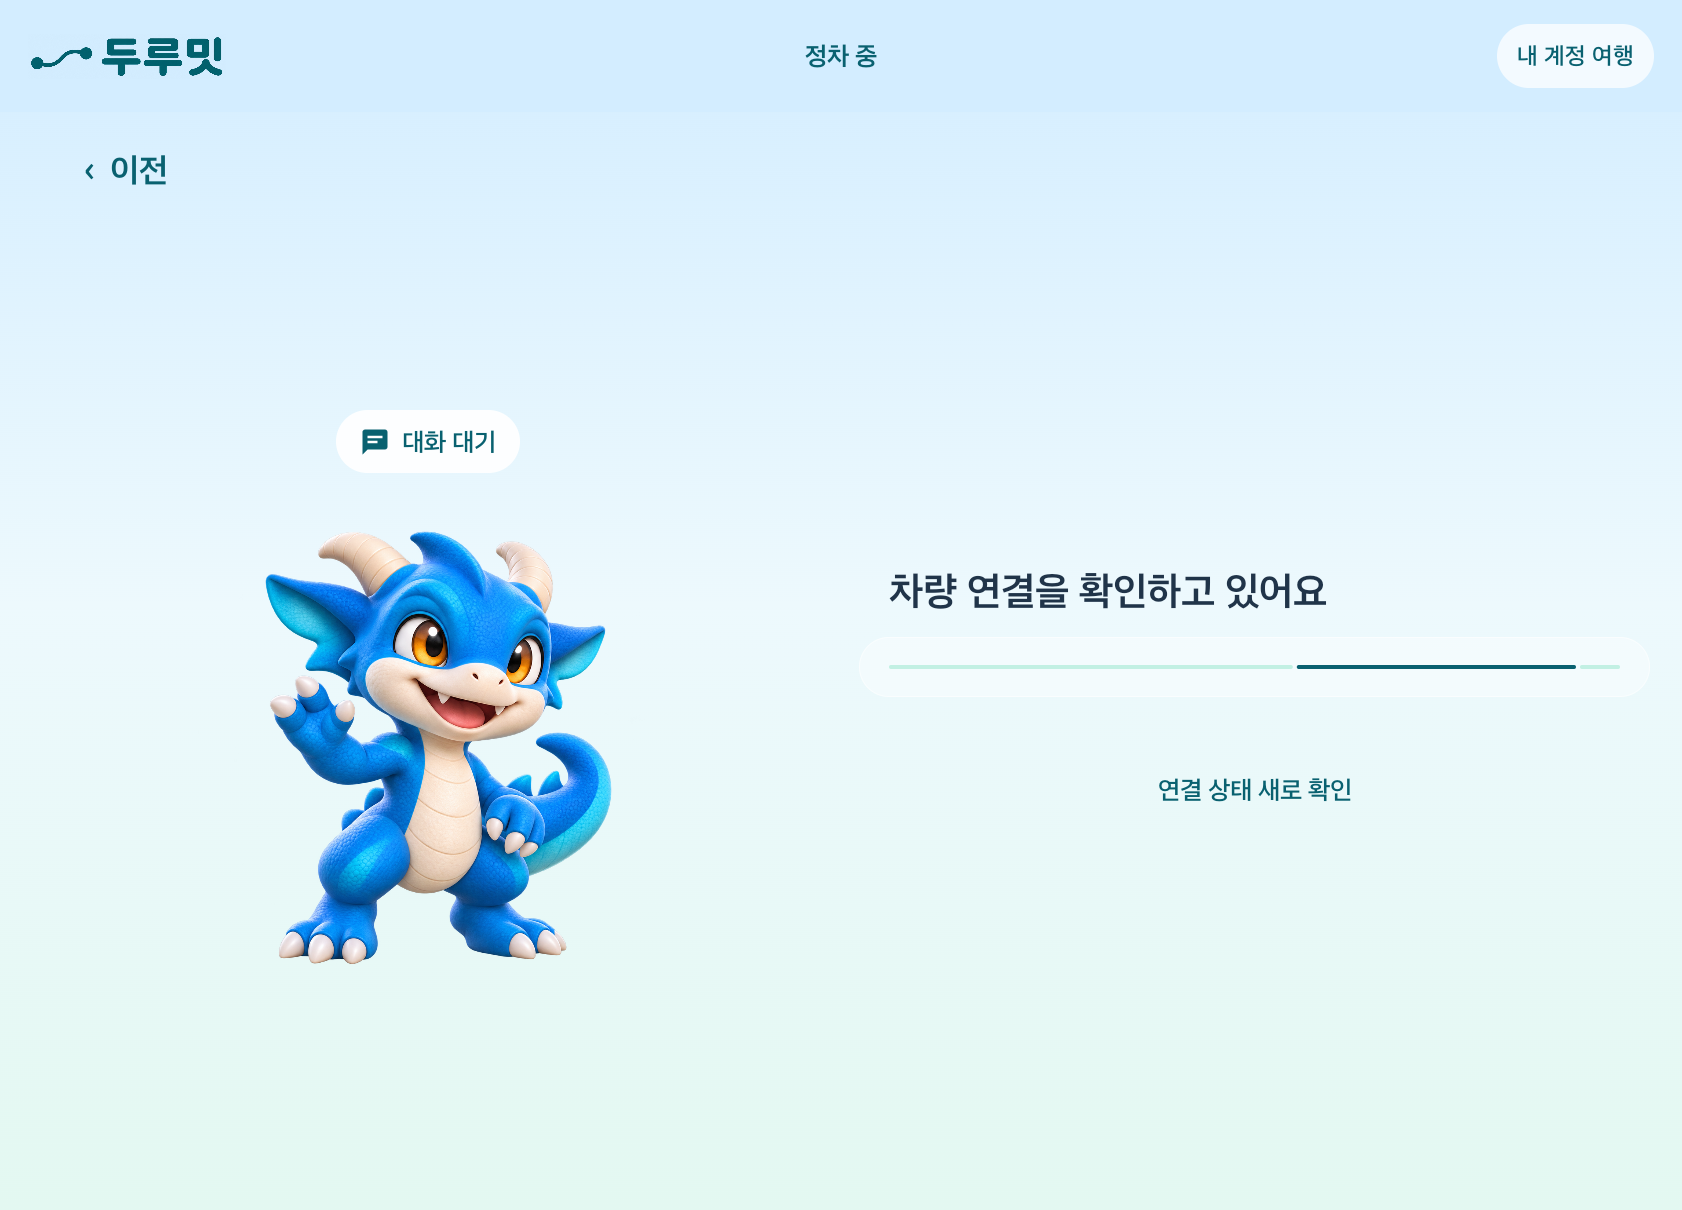 두루밋
정차 중
내 계정 여행
이전
대화 대기
차량 연결을 확인하고 있어요
연결 상태 새로 확인